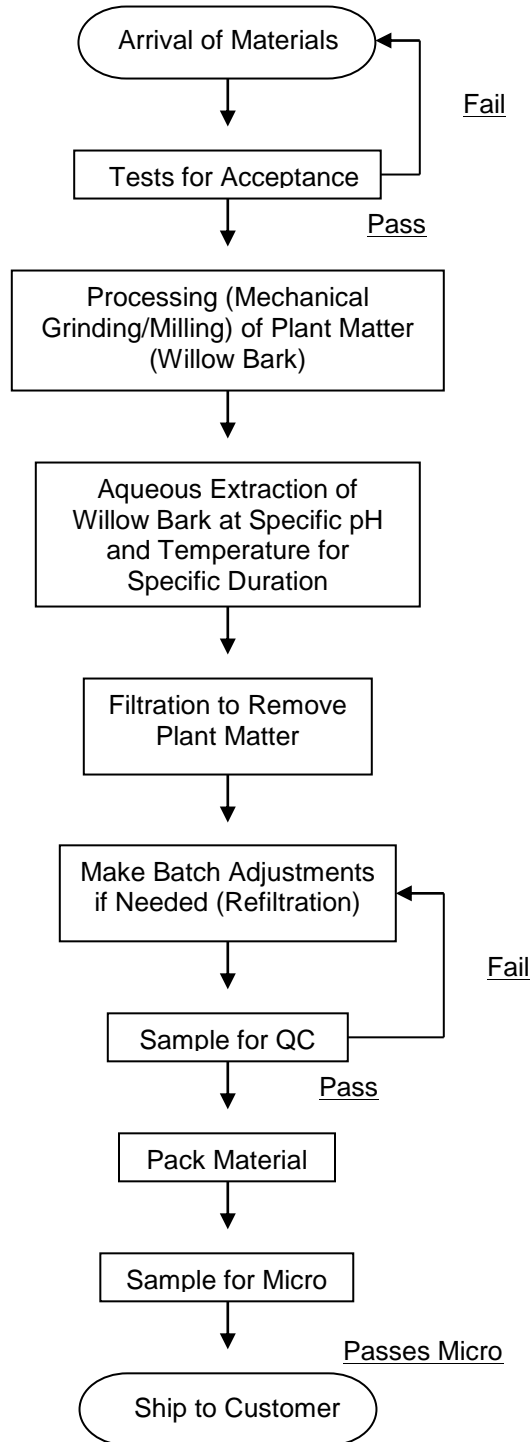 Arrival of Materials
Fail
Tests for Acceptance
Pass
Processing (Mechanical
Grinding/Milling) of Plant Matter
(Willow Bark)
Aqueous Extraction of
Willow Bark at Specific pH
and Temperature for
Specific Duration
Filtration to Remove
Plant Matter
Make Batch Adjustments
if Needed (Refiltration)
Fail
Sample for QC
Pass
Pack Material
Sample for Micro
Passes Micro
Ship to Customer